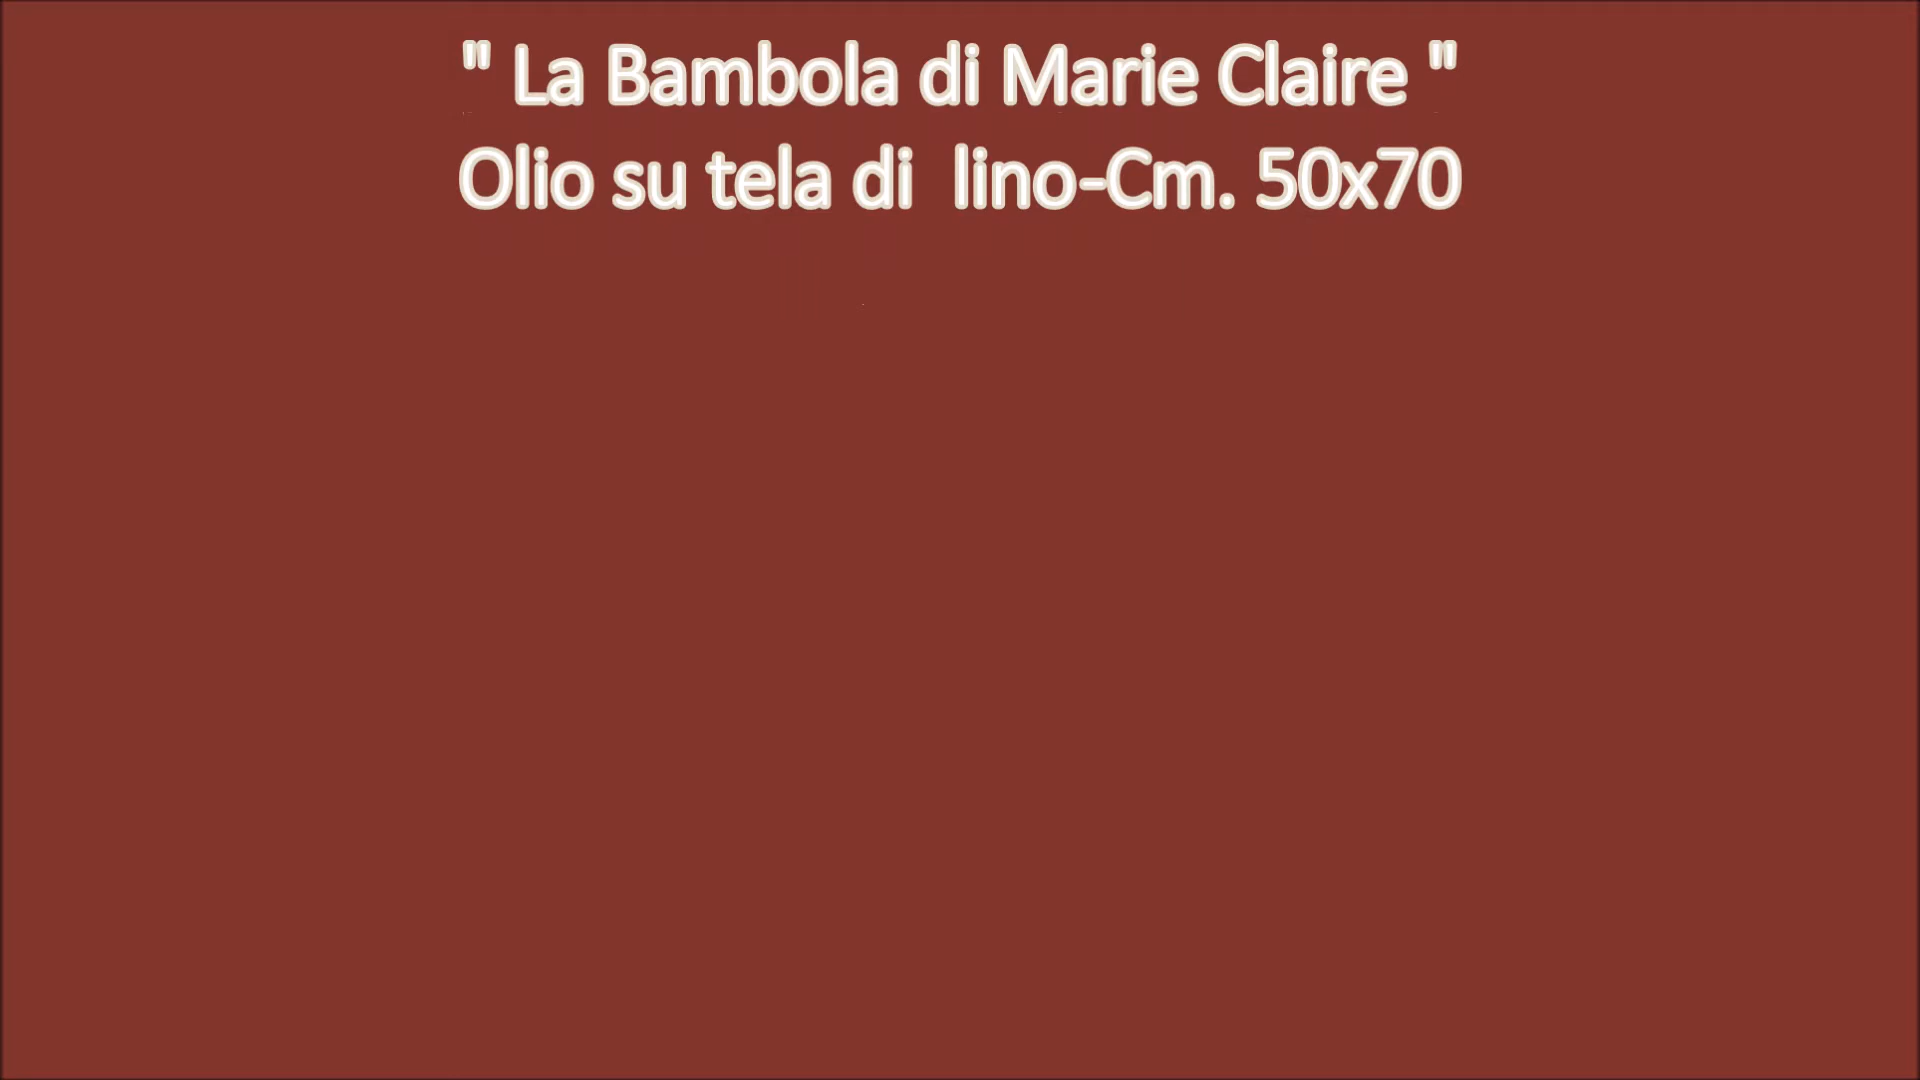 " La Bambola di Marie Claire "
Olio su tela di  lino-Cm. 50x70